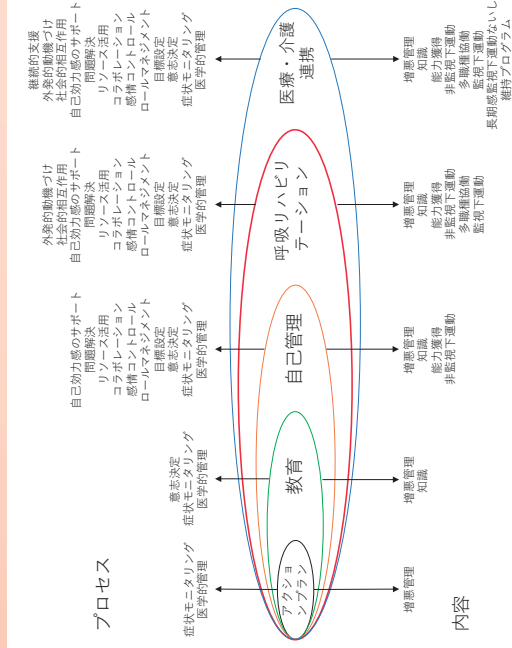 プロセス
症状モニタリング
医学的管理
意志決定
症状モニタリング
医学的管理
自己効力感のサポート
問題解決
リソース活用
コラボレーション
感情コントロール
ロールマネジメント
目標設定
意志決定
症状モニタリング
医学的管理
外発的動機づけ
社会的相互作用
自己効力感のサポート
問題解決
リソース活用
コラボレーション
感情コントロール
ロールマネジメント
目標設定
意志決定
症状モニタリング
医学的管理
継続的支援
外発的動機づけ
社会的相互作用
自己効力感のサポート
問題解決
リソース活用
コラボレーション
感情コントロール
ロールマネジメント
目標設定
意志決定
症状モニタリング
医学的管理
アクショ
ンプラン
教育
自己管理
呼吸リハビリ
テーション
医療・介護
連携
内容
増悪管理
増悪管理
知識
増悪管理
知識
能力獲得
非監視下運動
増悪管理
知識
能力獲得
非監視下運動
多職種協働
監視下運動
増悪管理
知識
能力獲得
非監視下運動
多職種協働
監視下運動
長期感監視下運動ないし
維持プログラム